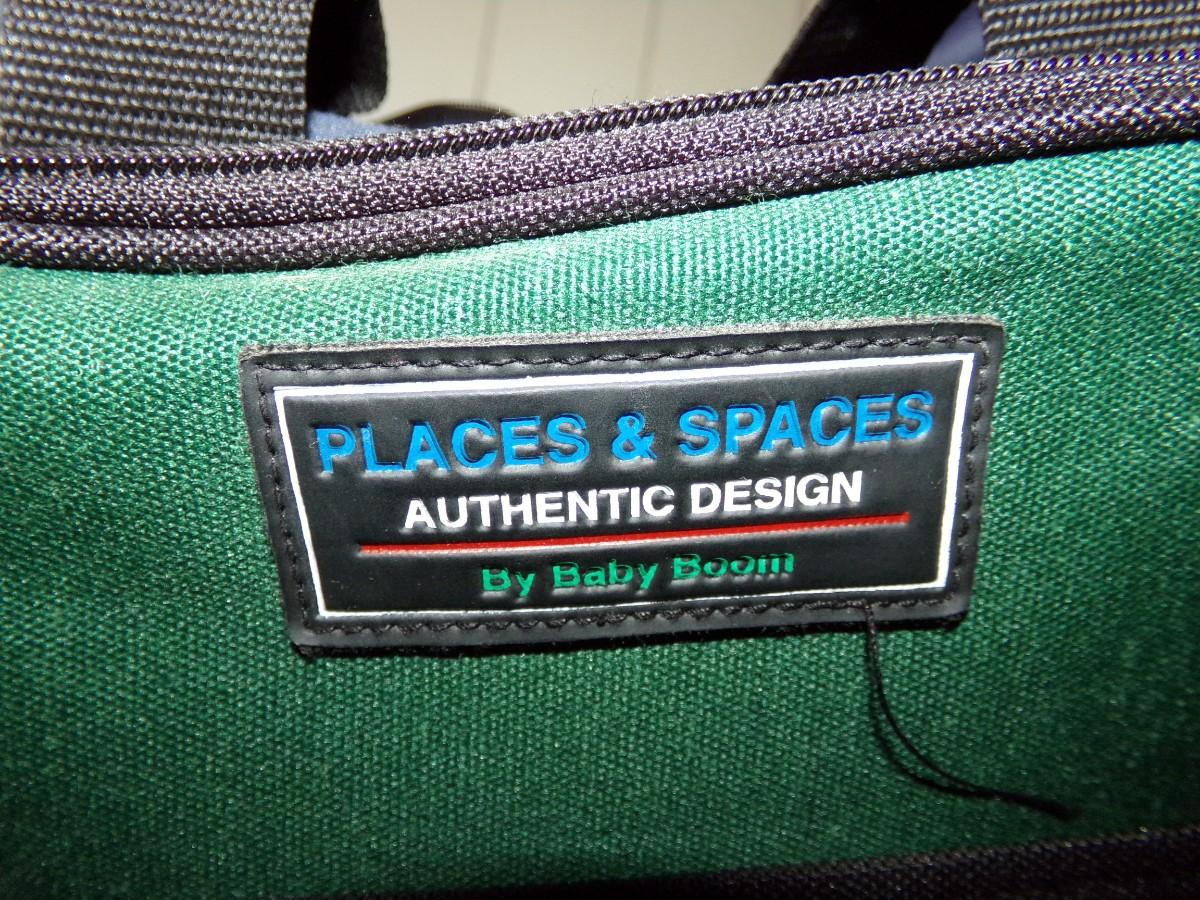 PLACES & SPACES
AUTHENTIC DESIGN
By Baby Boom